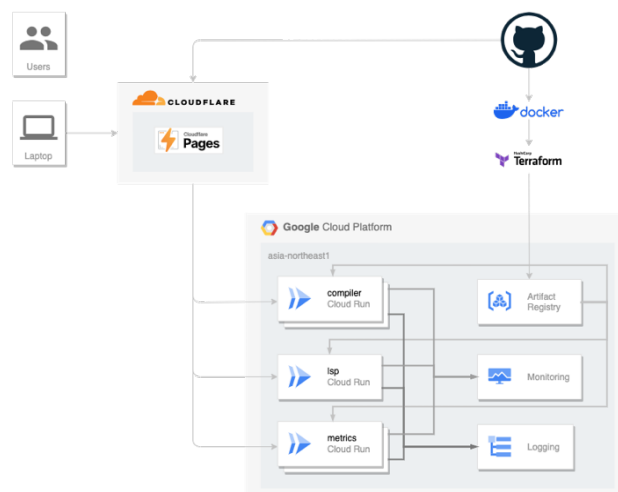 Users
Laptop
CLOUDFLARE
Cloudflare
Pages
docker
HashiCorp
Terraform
Google Cloud Platform
asia-northeast1
compiler
Cloud Run
Artifact
Registry
lsp
Cloud Run
Monitoring
metrics
Cloud Run
Logging